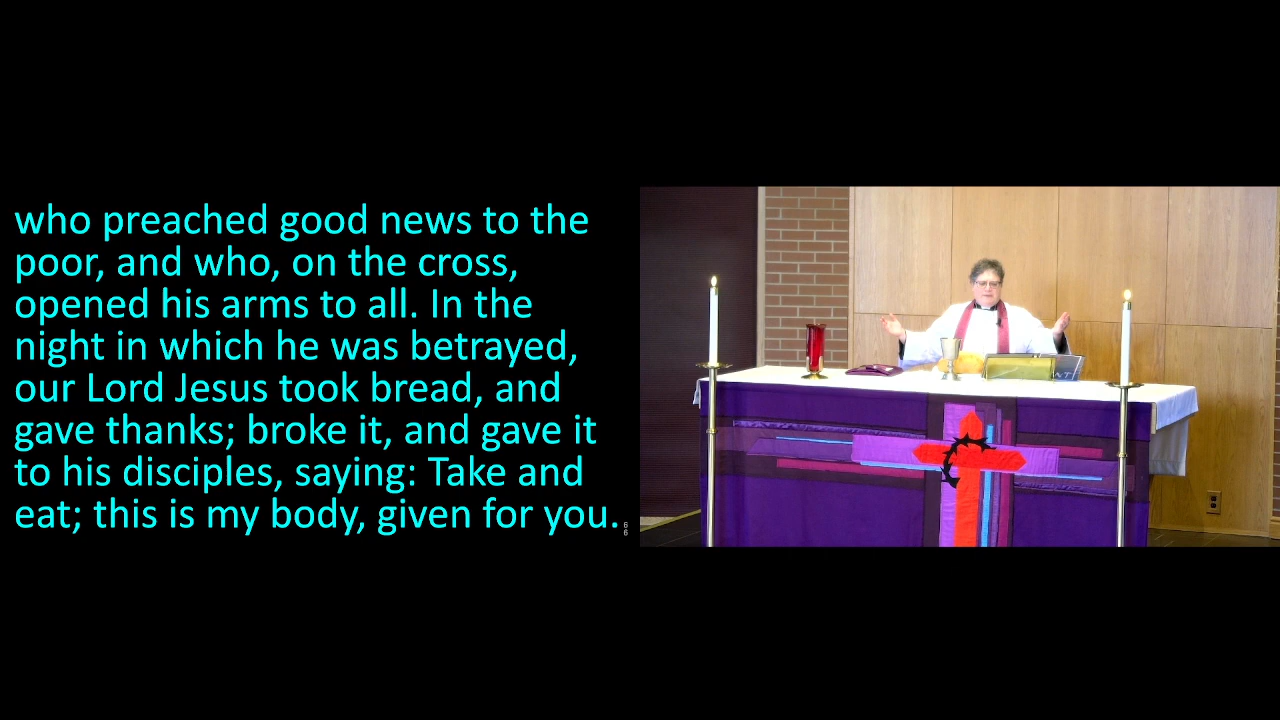 who preached good news to the
poor, and who, on the cross,
opened his arms to all. In the
night in which he was betrayed,
our Lord Jesus took bread, and
gave thanks; broke it, and gave it
to his disciples, saying: Take and
eat; this is my body, given for you.
6
6